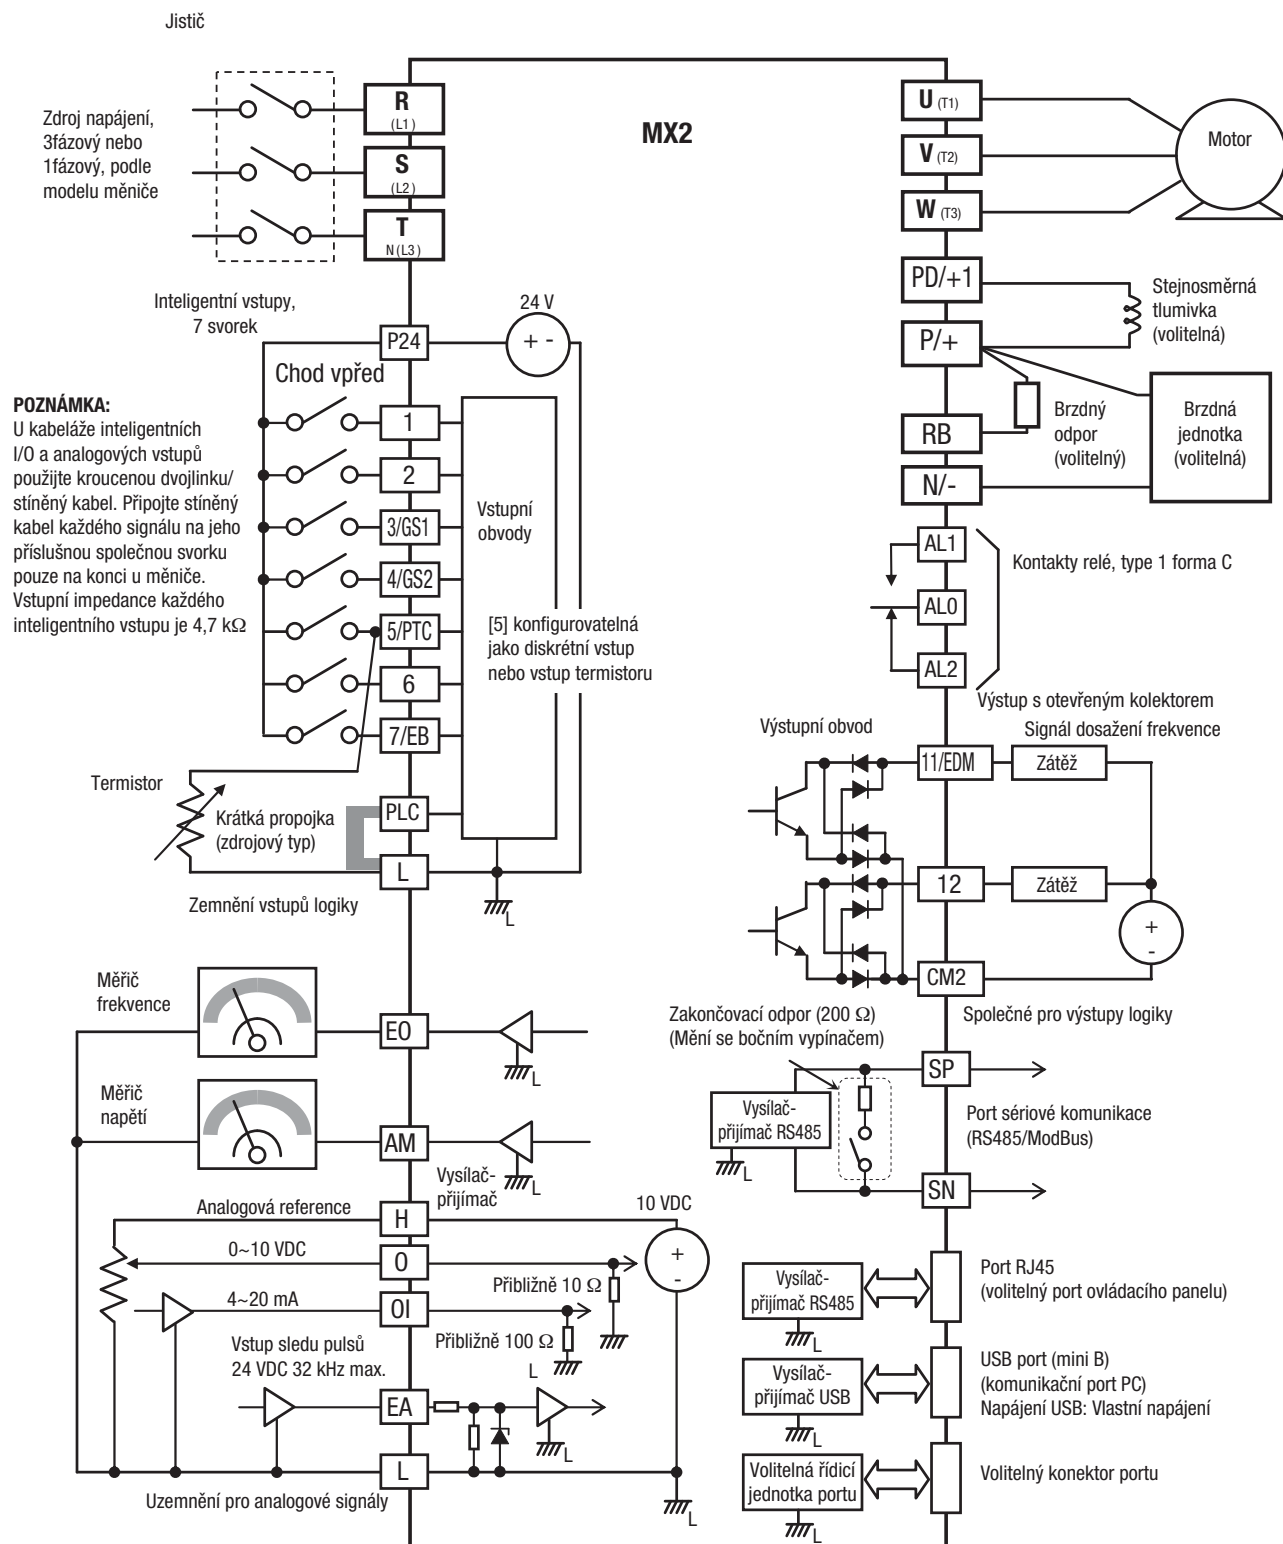 Jistič
Zdroj napájení,
3fázový nebo
1fázový, podle
modelu měniče
R
(L1)
S
(L2)
T
N(L3)
MX2
U (T1)
V (T2)
W (T3)
Motor
PD/+1
P/+
RB
N/-
Stejnosměrná
tlumivka
(volitelná)
Brzdný
odpor
(volitelný)
Brzdná
jednotka
(volitelná)
Inteligentní vstupy,
7 svorek
24 V
P24
+ -
Chod vpřed
POZNÁMKA:
U kabeláže inteligentních
I/O a analogových vstupů
použijte kroucenou dvojlinku/
stíněný kabel. Připojte stíněný
kabel každého signálu na jeho
příslušnou společnou svorku
pouze na konci u měniče.
Vstupní impedance každého
inteligentního vstupu je 4,7 kΩ
1
2
3/GS1
4/GS2
5/PTC
6
7/EB
Vstupní
obvody
[5] konfigurovatelná
jako diskrétní vstup
nebo vstup termistoru
AL1
AL0
AL2
Kontakty relé, type 1 forma C
Termistor
Krátká propojka
(zdrojový typ)
PLC
L
L
Zemnění vstupů logiky
Výstup s otevřeným kolektorem
Výstupní obvod
Signál dosažení frekvence
11/EDM
Zátěž
12
Zátěž
+
-
CM2
Společné pro výstupy logiky
Měřič
frekvence
EO
L
Měřič
napětí
AM
L
Vysílač-
přijímač
Zakončovací odpor (200 Ω)
(Mění se bočním vypínačem)
SP
Vysílač-
přijímač RS485
L
SN
Port sériové komunikace
(RS485/ModBus)
Analogová reference
H
10 VDC
0~10 VDC
O
+
-
Přibližně 10 Ω
4~20 mA
OI
Přibližně 100 Ω
Vstup sledu pulsů
24 VDC 32 kHz max.
L
EA
L
L
L
Uzemnění pro analogové signály
Vysílač-
přijímač RS485
L
Port RJ45
(volitelný port ovládacího panelu)
Vysílač-
přijímač USB
L
USB port (mini B)
(komunikační port PC)
Napájení USB: Vlastní napájení
Volitelná řídicí
jednotka portu
L
Volitelný konektor portu